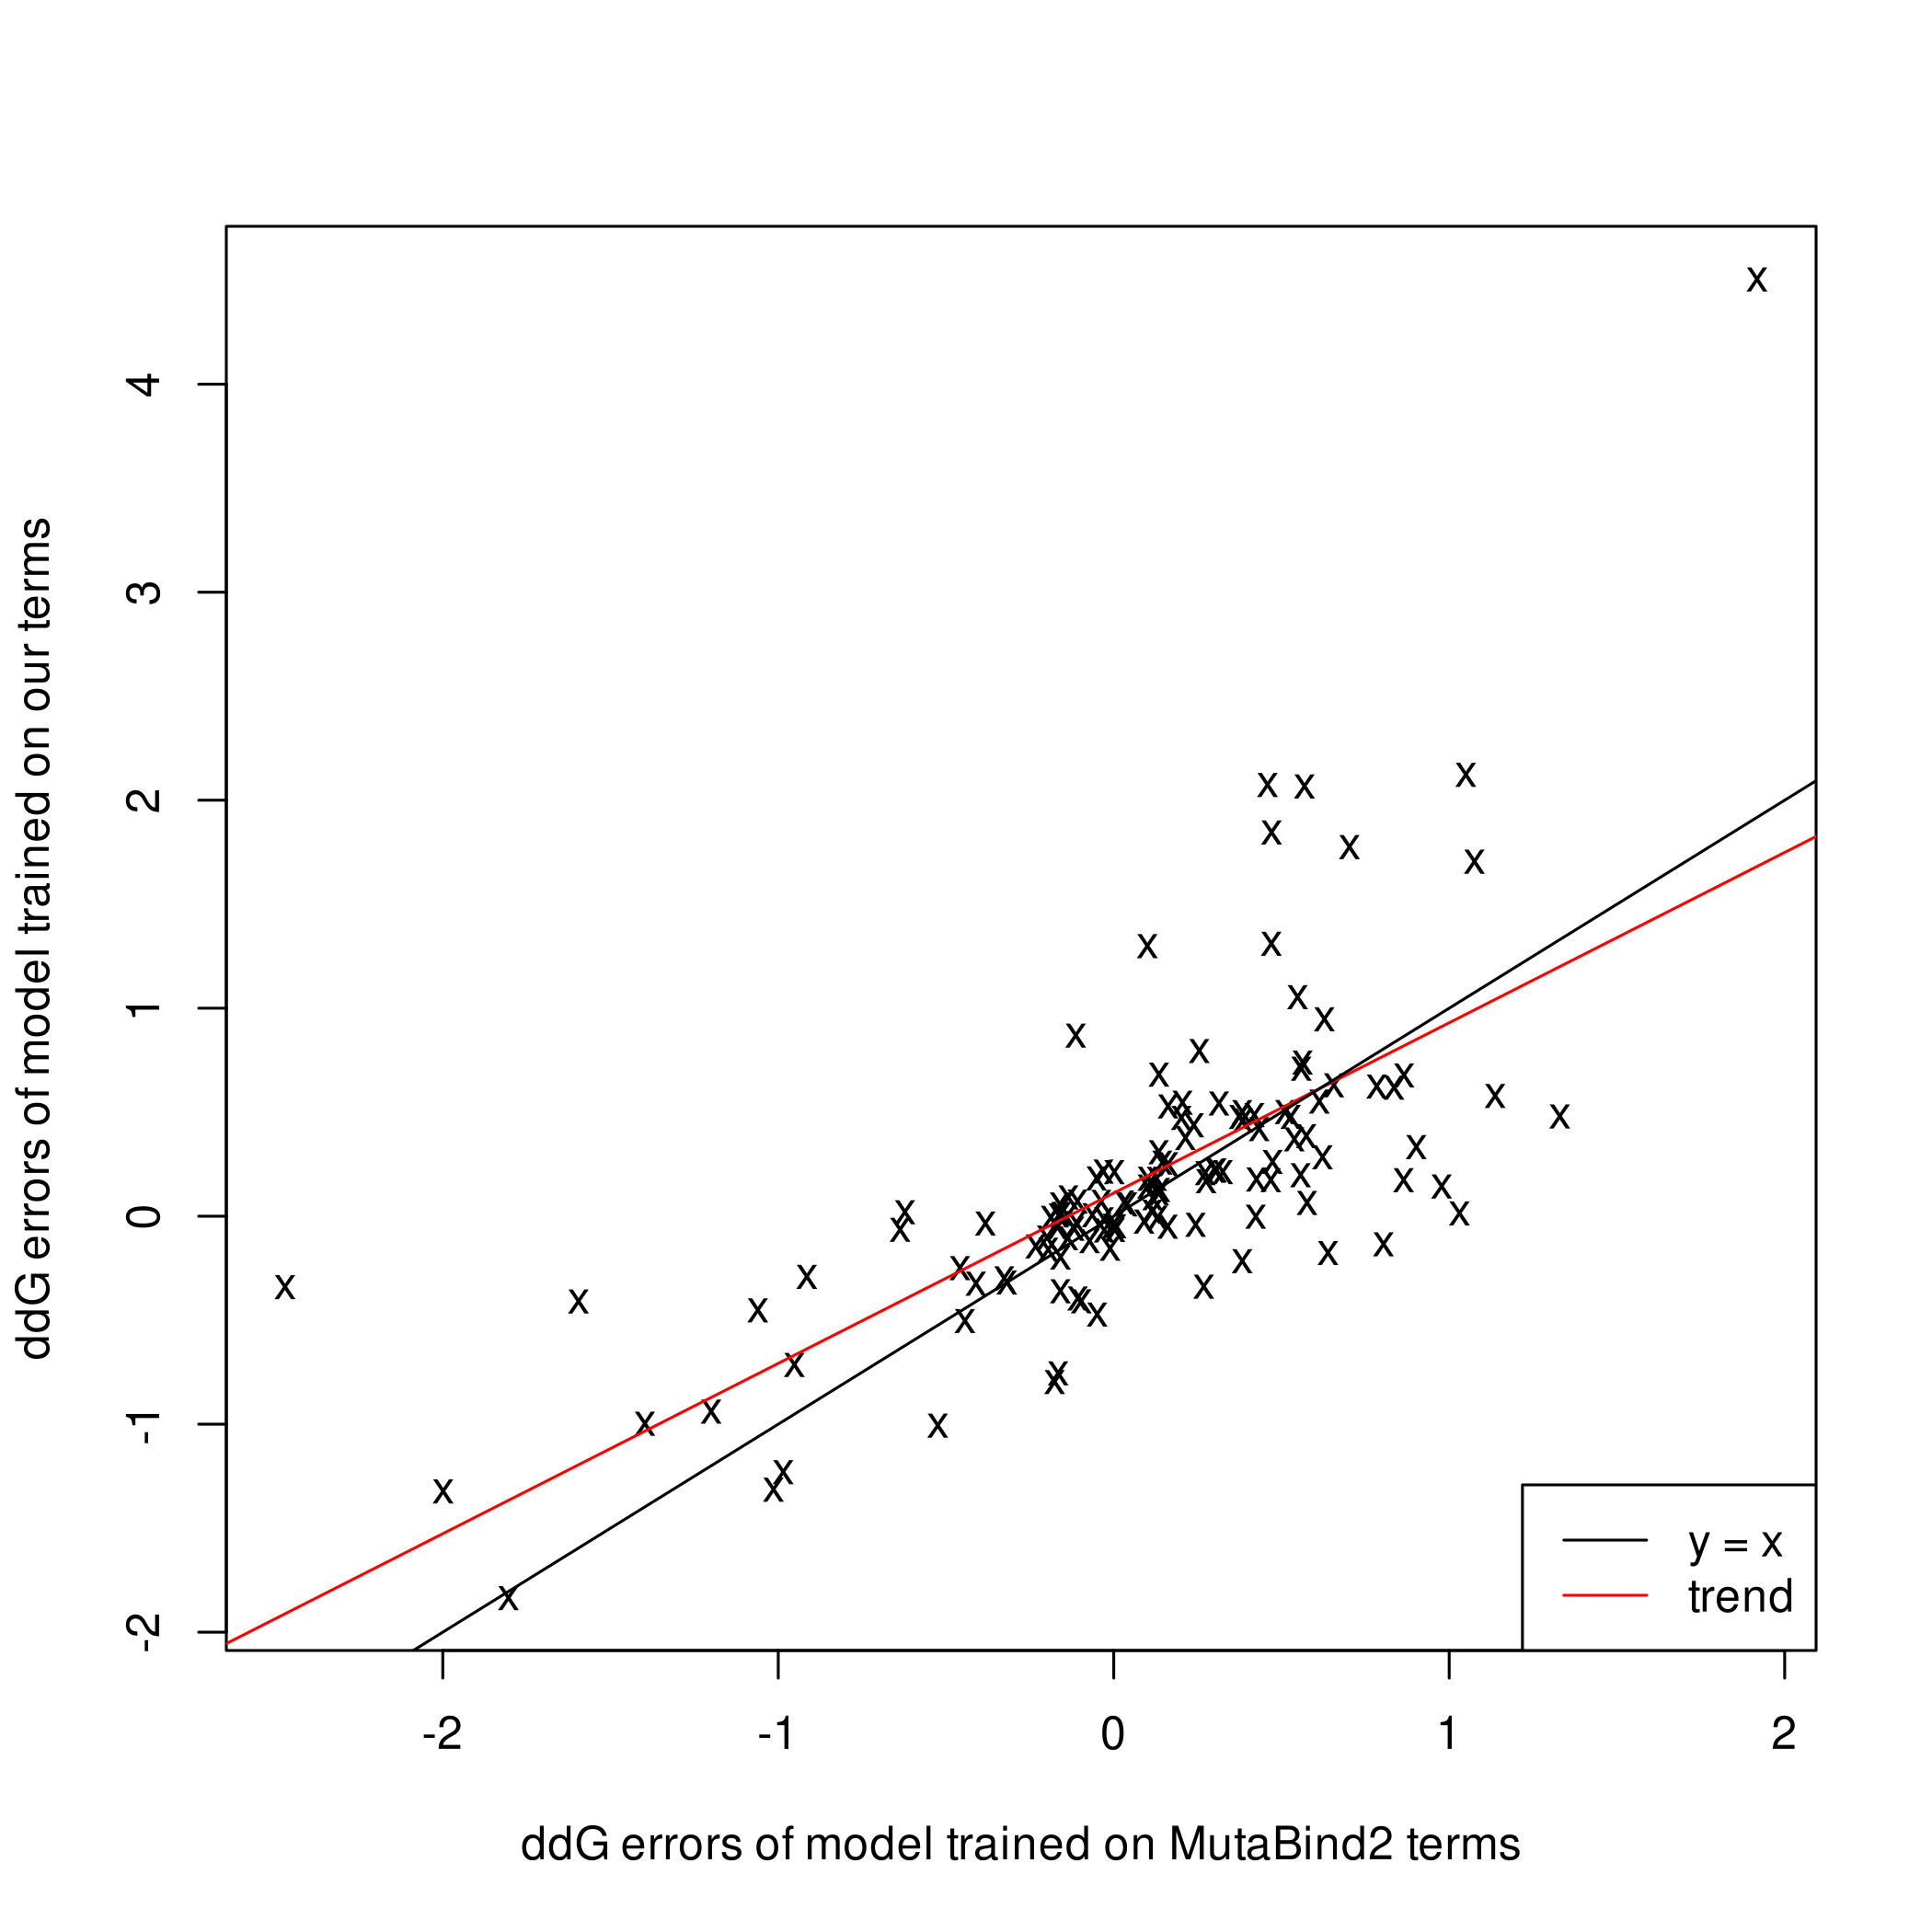 ddG errors of model trained on our terms
4
3
2
1
0
-1
-2
-2 -1 0 1 2
ddG errors of model trained on MutaBind2 terms
y = x
trend